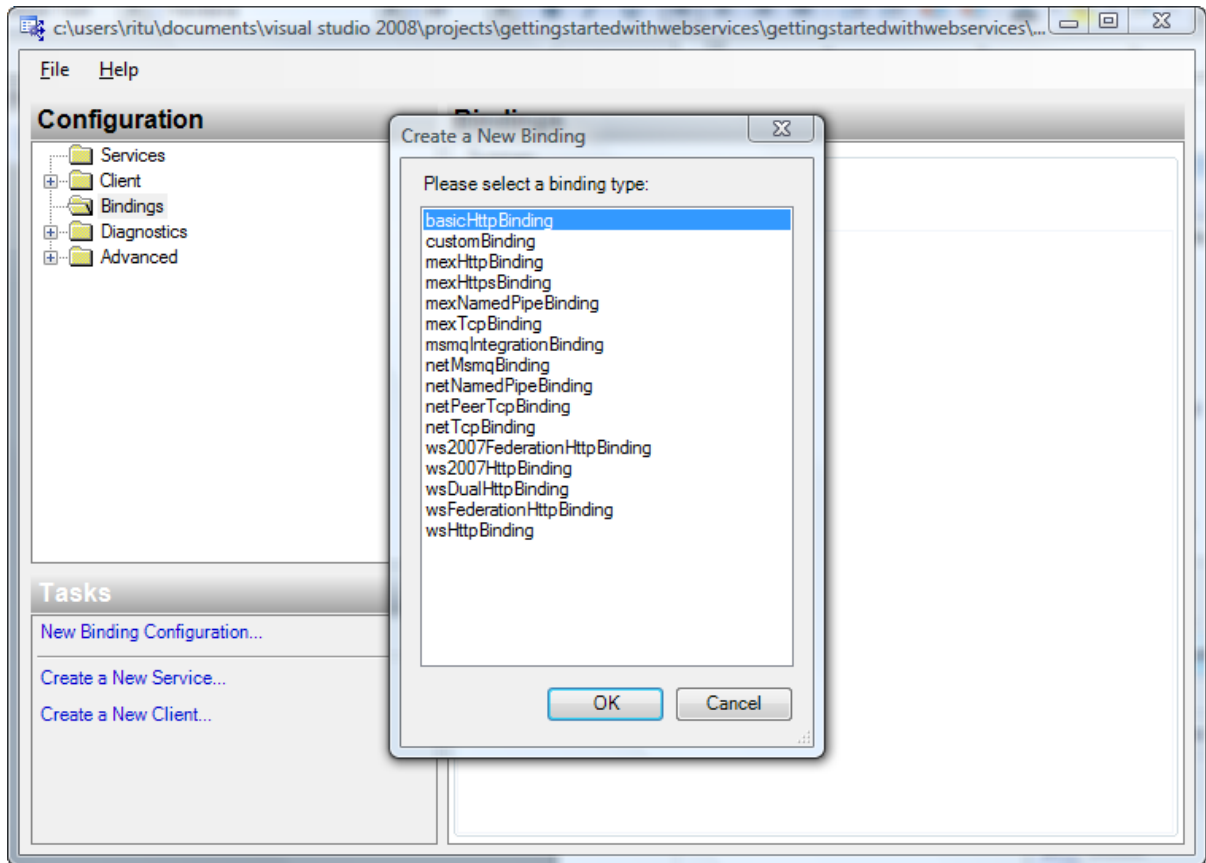 c:\users\ritu\documents\visual studio 2008\projects\gettingstartedwithwebservices\gettingstartedwithwebservices\...
File Help
Configuration
Services
Client
Bindings
Diagnostics
Advanced
Tasks
New Binding Configuration...
Create a New Service...
Create a New Client...
Bindings
Create a New Binding
Please select a binding type:
basicHttpBinding
customBinding
mexHttpBinding
mexHttpsBinding
mexNamedPipeBinding
mexTcpBinding
msmqIntegrationBinding
netMsmqBinding
netNamedPipeBinding
netPeerTcpBinding
netTcpBinding
ws2007FederationHttpBinding
ws2007HttpBinding
wsDualHttpBinding
wsFederationHttpBinding
wsHttpBinding
OK Cancel